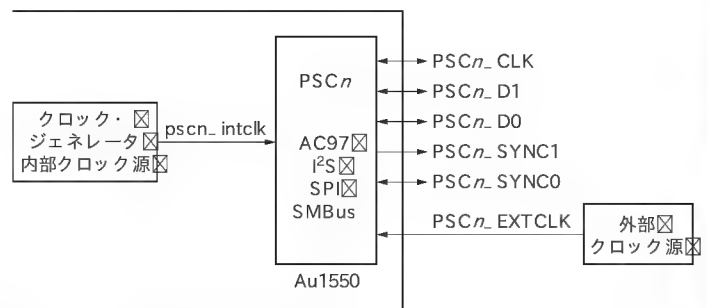 クロック・
ジェネレータ
内部クロック源
pscn_intclk
PSCn
AC97
I²S
SPI
SMBus
Au1550
PSCn_CLK
PSCn_D1
PSCn_D0
PSCn_SYNC1
PSCn_SYNC0
PSCn_EXTCLK
外部
クロック源